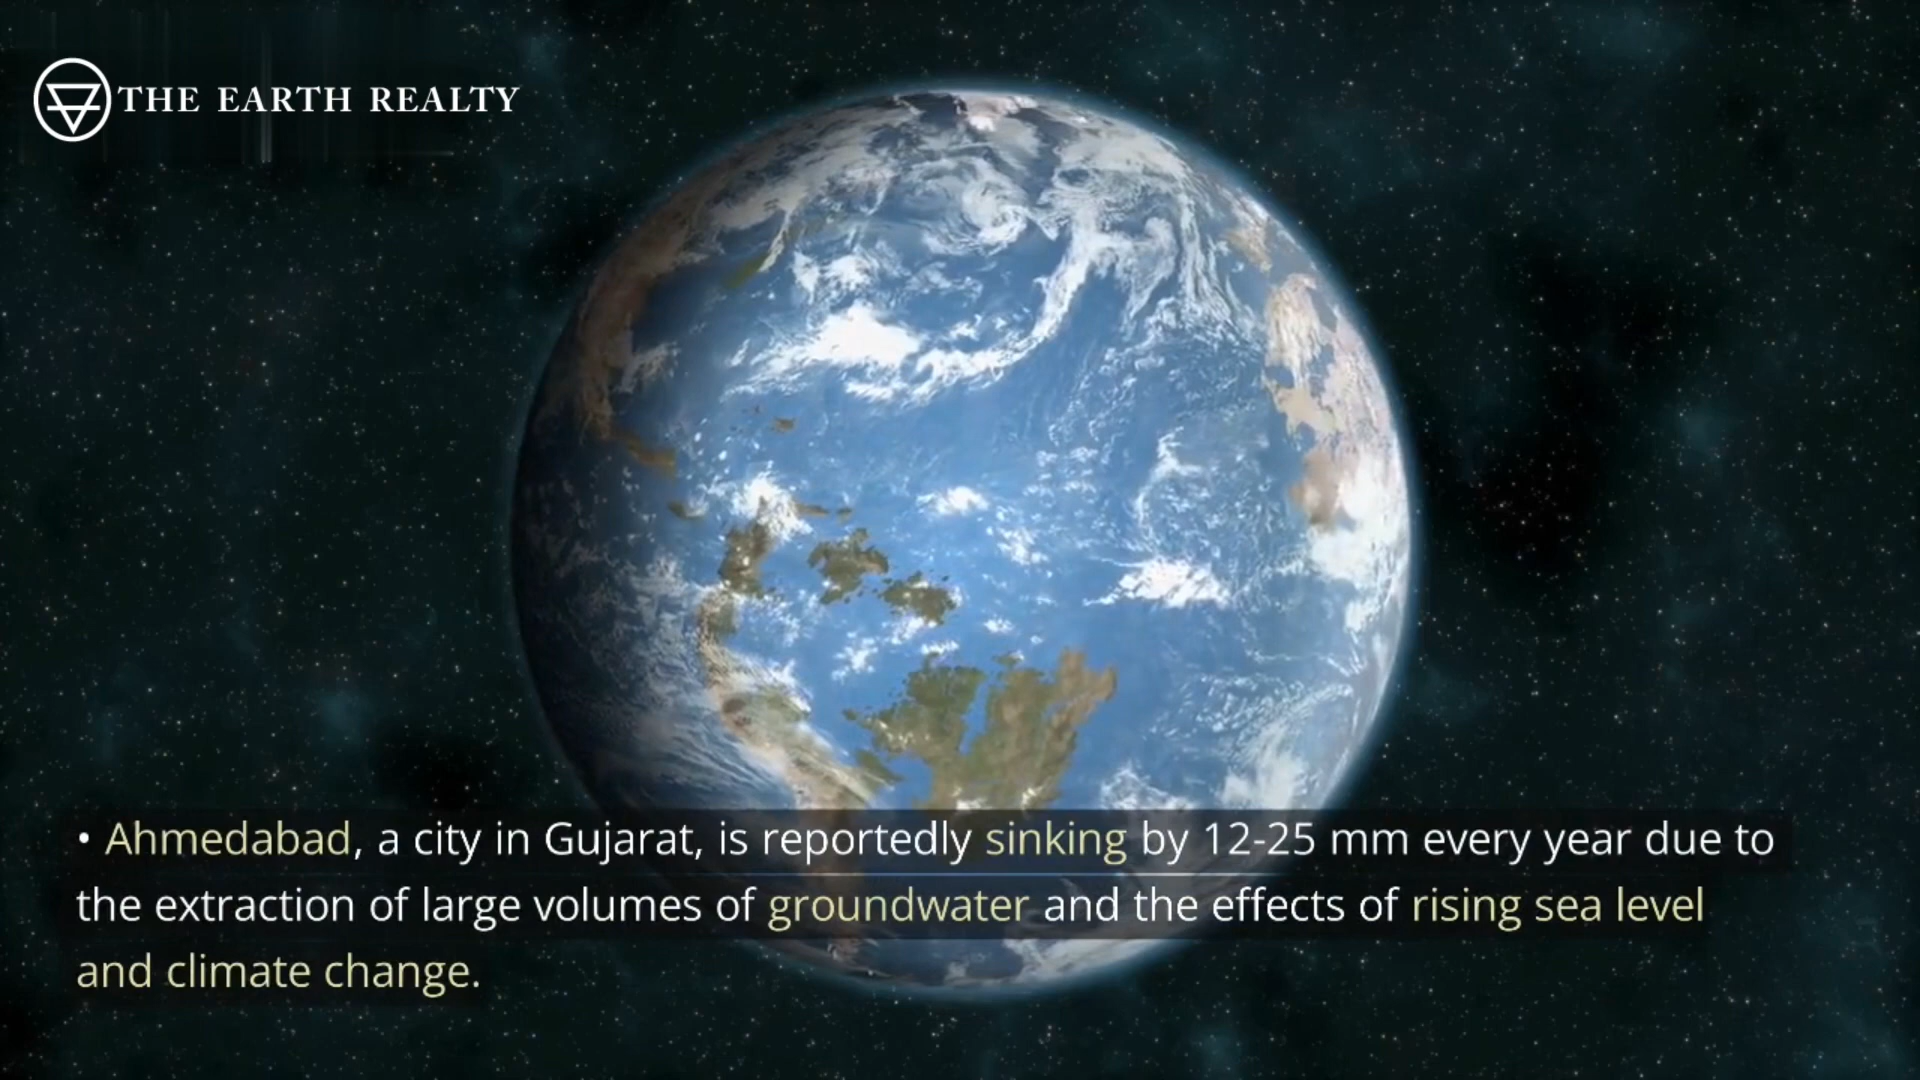 THE EARTH REALTY
• Ahmedabad, a city in Gujarat, is reportedly sinking by 12-25 mm every year due to
the extraction of large volumes of groundwater and the effects of rising sea level
and climate change.